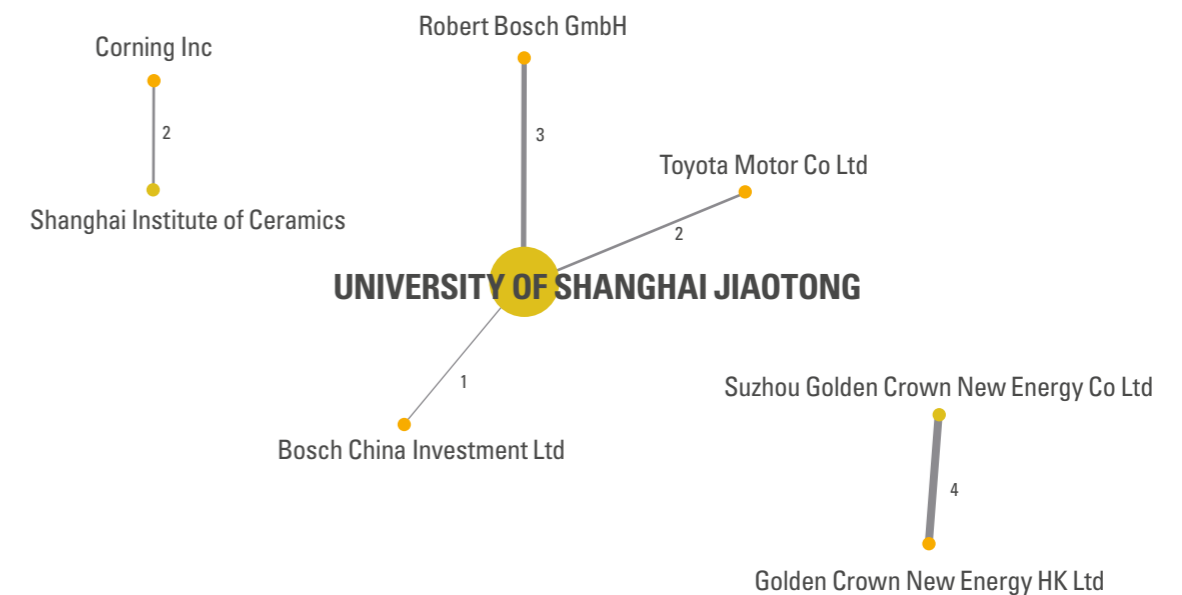 Robert Bosch GmbH
Corning Inc
2
3
Toyota Motor Co Ltd
Shanghai Institute of Ceramics
2
UNIVERSITY OF SHANGHAI JIAOTONG
1
Suzhou Golden Crown New Energy Co Ltd
Bosch China Investment Ltd
4
Golden Crown New Energy HK Ltd